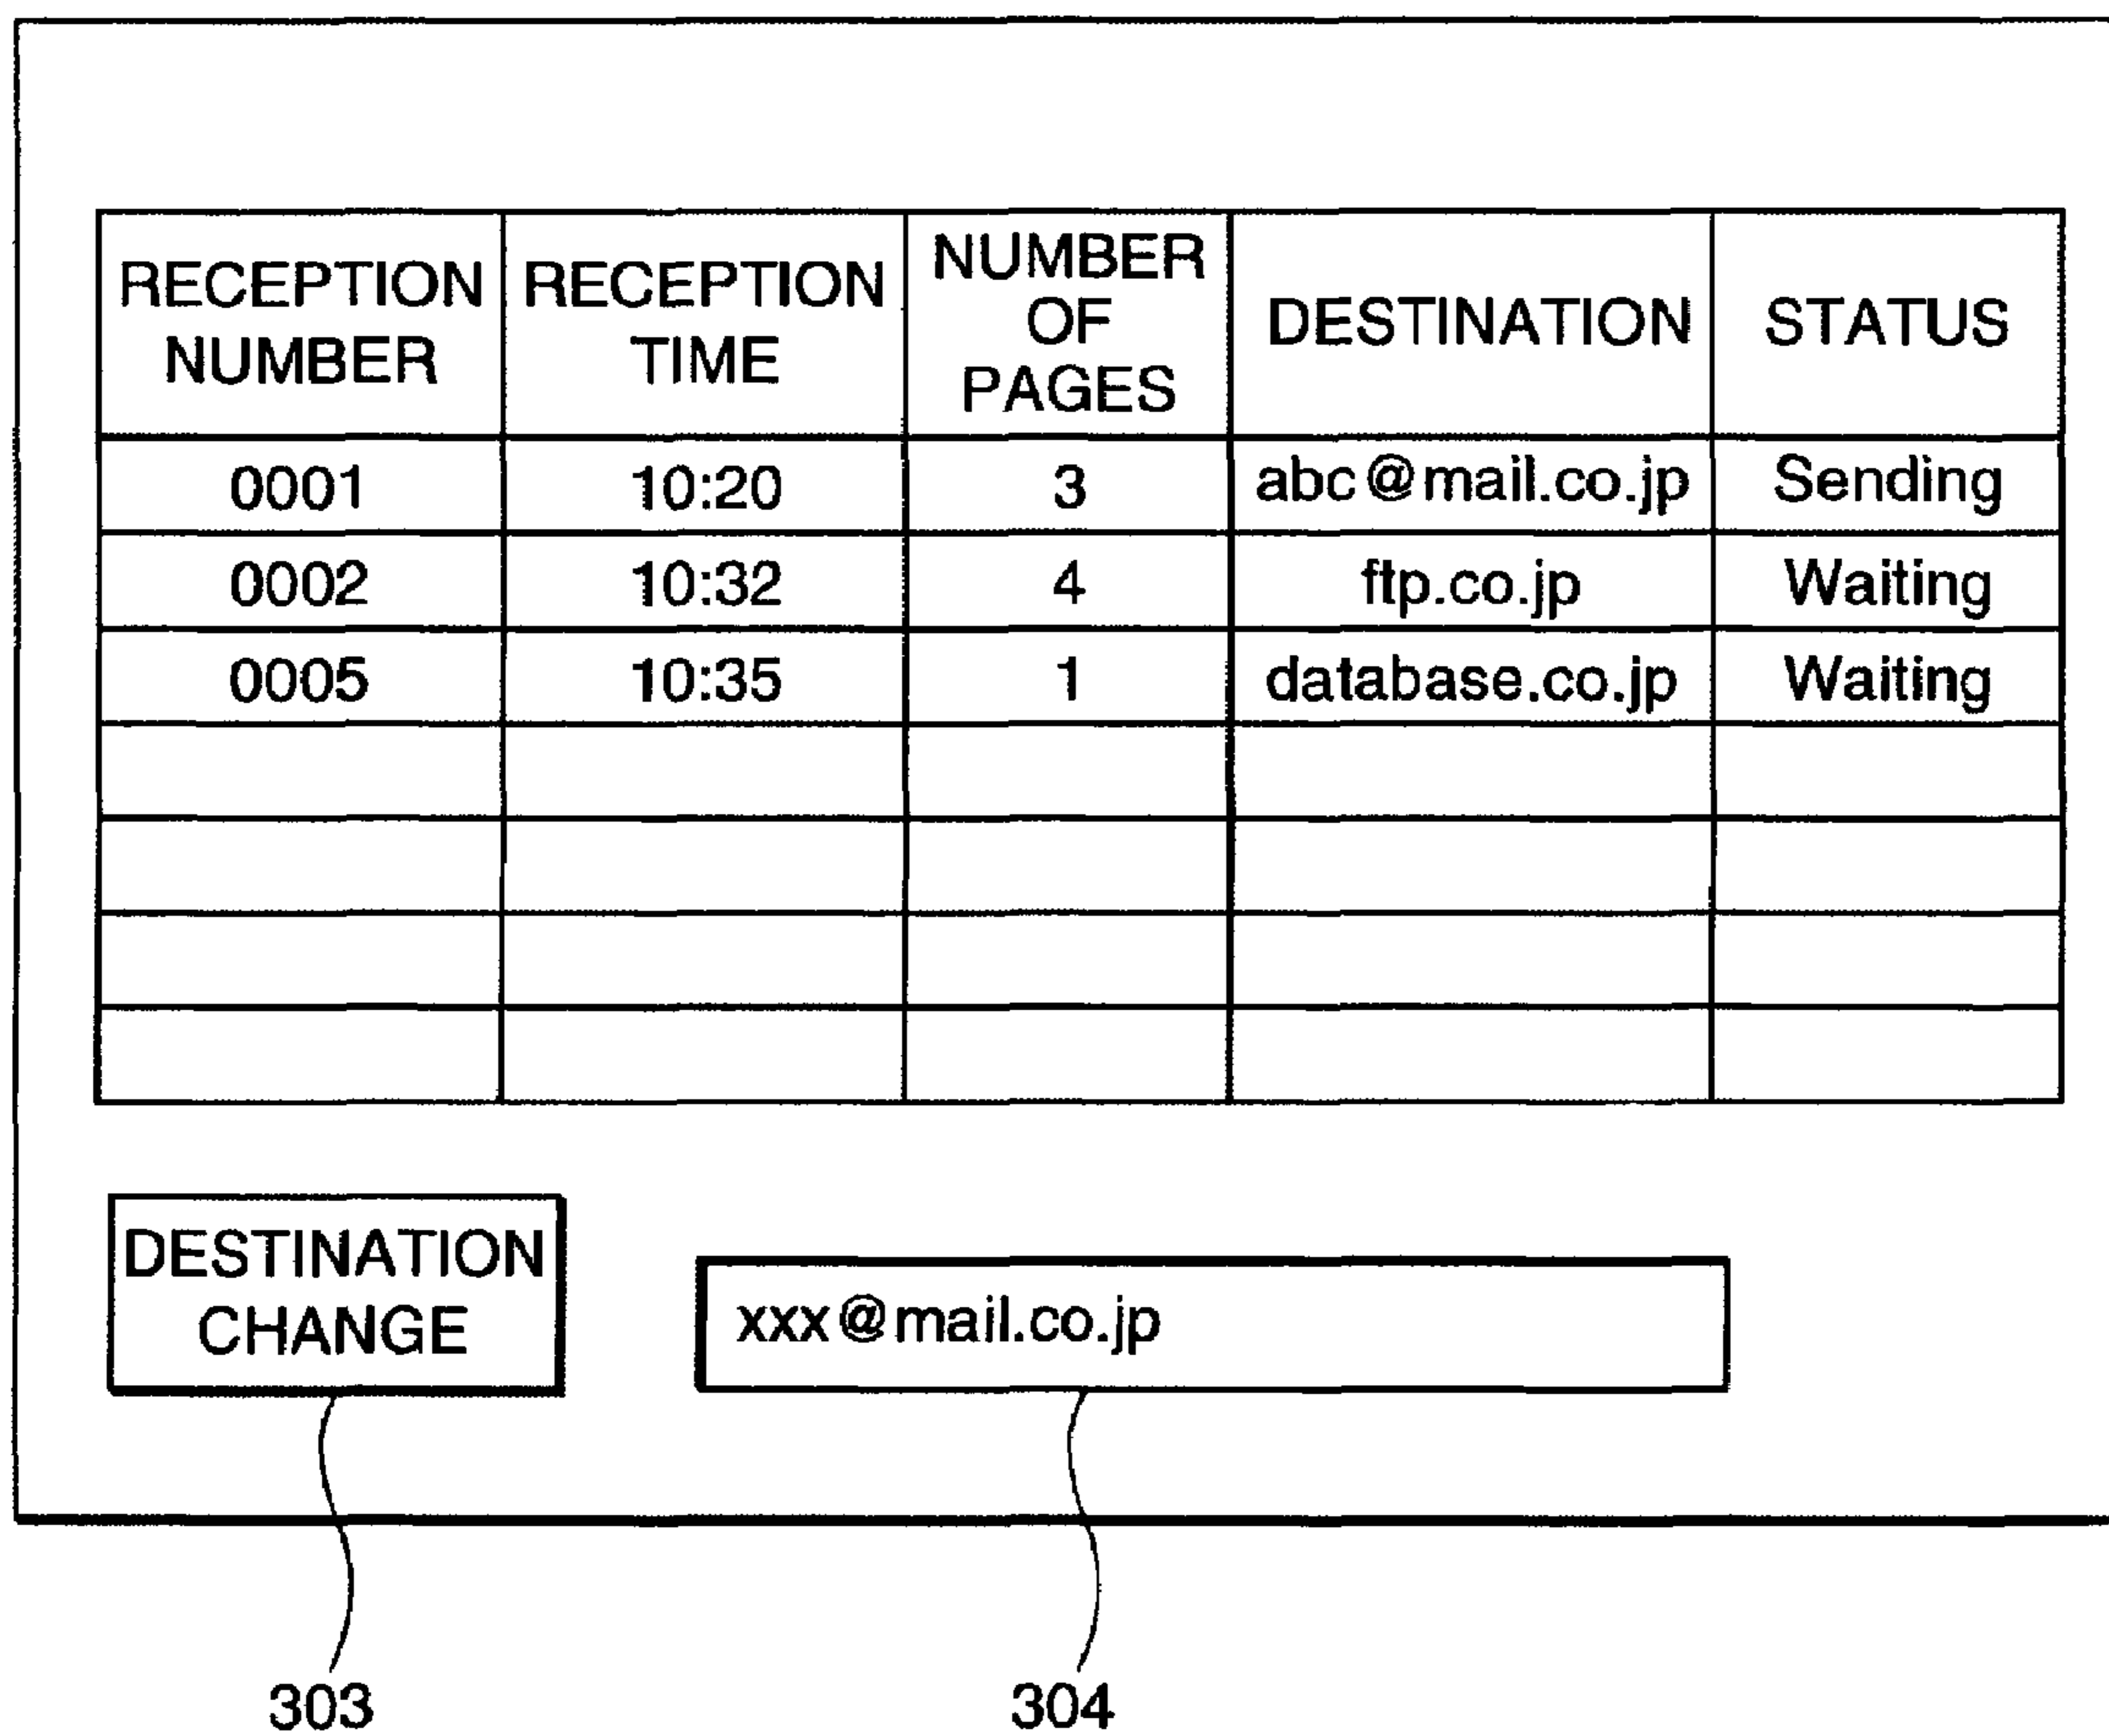 RECEPTION NUMBER RECEPTION TIME NUMBER OF PAGES DESTINATION STATUS
0001 10:20 3 abc@mail.co.jp Sending
0002 10:32 4 ftp.co.jp Waiting
0005 10:35 1 database.co.jp Waiting
DESTINATION
CHANGE
xxx@mail.co.jp
303 304